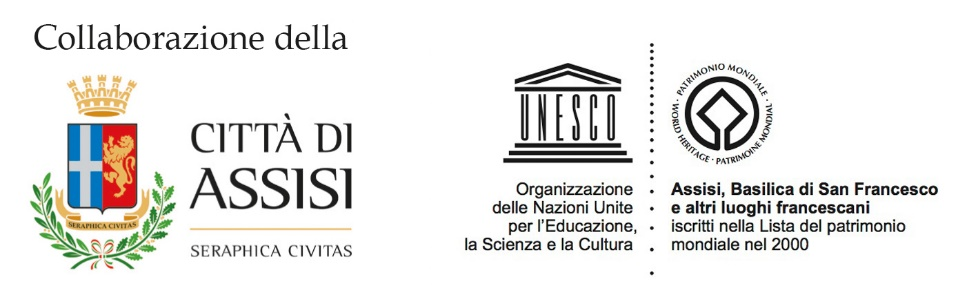 Collaborazione della
SERAPHICA CIVITAS
CITTÀ DI
ASSISI
SERAPHICA CIVITAS
UNESCO
Organizzazione
delle Nazioni Unite
per l'Educazione,
la Scienza e la Cultura
PATRIMONIO MONDIALE • WORLD HERITAGE • PATRIMOINE MONDIAL •
Assisi, Basilica di San Francesco
e altri luoghi francescani
iscritti nella Lista del patrimonio
mondiale nel 2000